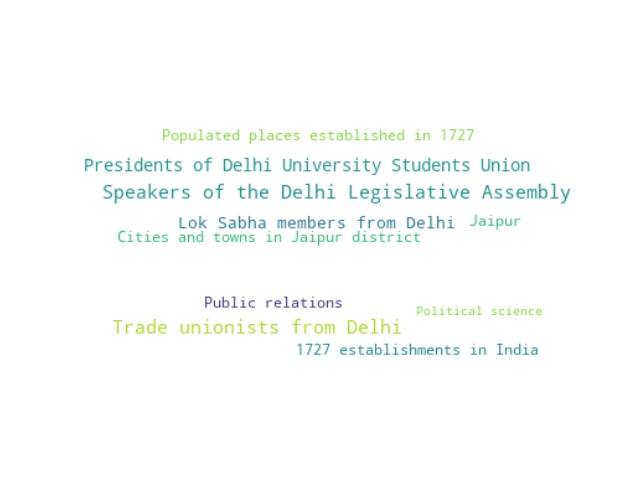 Populated places established in 1727
Presidents of Delhi University Students Union
Speakers of the Delhi Legislative Assembly
Lok Sabha members from Delhi
Jaipur
Cities and towns in Jaipur district
Public relations
Political science
Trade unionists from Delhi
1727 establishments in India